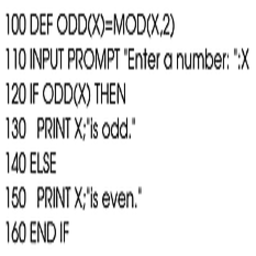 100 DEF ODD(X)=MOD(X,2)
110 INPUT PROMPT "Enter a number: ":X
120 IF ODD(X) THEN
130 PRINT X;"is odd."
140 ELSE
150 PRINT X;"is even."
160 END IF